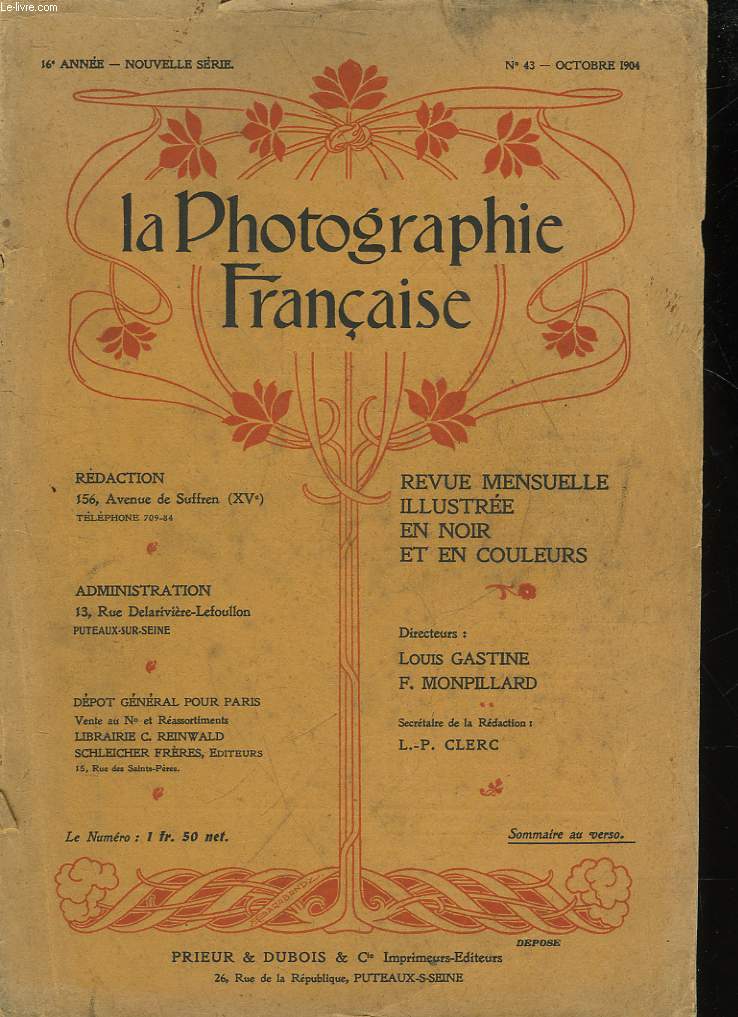 Le-livre.com
16e ANNÉE — NOUVELLE SÉRIE.
No 43 — OCTOBRE 1904
la Photographie
Française
RÉDACTION
156, Avenue de Suffren (XVe)
TÉLÉPHONE 709-84
ADMINISTRATION
13, Rue Delarivière-Lefoullon
PUTEAUX-SUR-SEINE
DÉPOT GÉNÉRAL POUR PARIS
Vente au No et Réassortiments
LIBRAIRIE C. REINWALD
SCHLEICHER FRÈRES, EDITEURS
15, Rue des Saints-Pères.
Le Numéro : 1 fr. 50 net.
REVUE MENSUELLE
ILLUSTRÉE
EN NOIR
ET EN COULEURS
Directeurs :
LOUIS GASTINE
F. MONPILLARD
Secrétaire de la Rédaction :
L.-P. CLERC
Sommaire au verso.
DEPOSE
PRIEUR & DUBOIS & Cie Imprimeurs-Editeurs
26, Rue de la République, PUTEAUX-S-SEINE